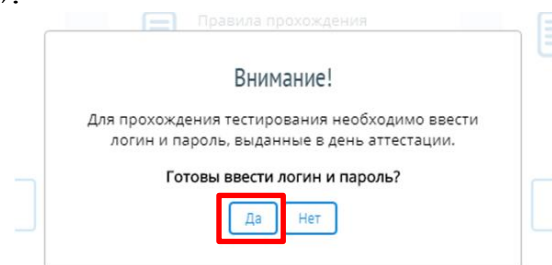 Правила прохождения
Внимание!
Для прохождения тестирования необходимо ввести
логин и пароль, выданные в день аттестации.
Готовы ввести логин и пароль?
Да Нет